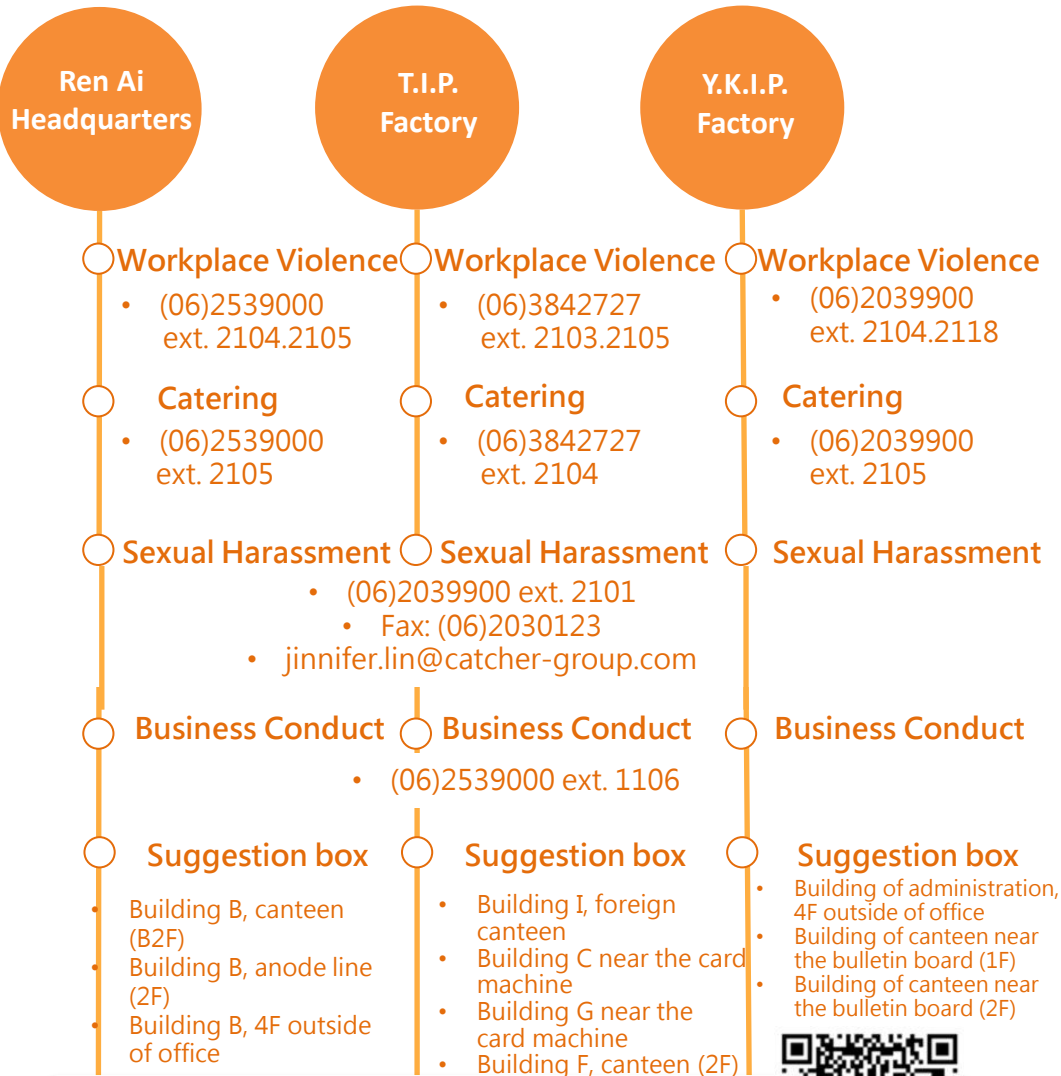 Ren Ai
Headquarters
T.I.P.
Factory
Y.K.I.P.
Factory
Workplace Violence
• (06)2539000
ext. 2104.2105
Workplace Violence
• (06)3842727
ext. 2103.2105
Workplace Violence
• (06)2039900
ext. 2104.2118
Catering
• (06)2539000
ext. 2105
Catering
• (06)3842727
ext. 2104
Catering
• (06)2039900
ext. 2105
Sexual Harassment
Sexual Harassment
Sexual Harassment
• (06)2039900 ext. 2101
• Fax: (06)2030123
• jinnifer.lin@catcher-group.com
Business Conduct
Business Conduct
Business Conduct
• (06)2539000 ext. 1106
Suggestion box
• Building B, canteen
(B2F)
• Building B, anode line
(2F)
• Building B, 4F outside
of office
Suggestion box
• Building I, foreign
canteen
• Building C near the card
machine
• Building G near the
card machine
• Building F, canteen (2F)
Suggestion box
• Building of administration,
4F outside of office
• Building of canteen near
the bulletin board (1F)
• Building of canteen near
the bulletin board (2F)